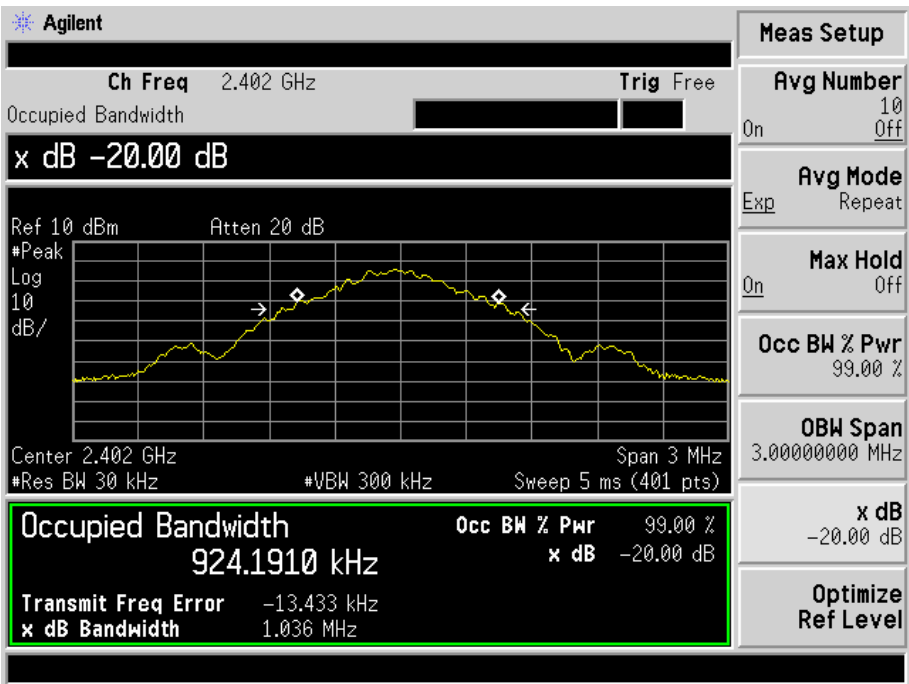 Agilent
Meas Setup
Ch Freq 2.402 GHz Trig Free
Occupied Bandwidth
x dB -20.00 dB
Ref 10 dBm Atten 20 dB
#Peak
Log
10
dB/
Center 2.402 GHz Span 3 MHz
#Res BW 30 kHz #VBW 300 kHz Sweep 5 ms (401 pts)
Occupied Bandwidth
924.1910 kHz
Occ BW % Pwr 99.00 %
x dB -20.00 dB
Transmit Freq Error -13.433 kHz
x dB Bandwidth 1.036 MHz
Avg Number
10
On Off
Avg Mode
Exp Repeat
Max Hold
On Off
Occ BW % Pwr
99.00 %
OBW Span
3.00000000 MHz
x dB
-20.00 dB
Optimize
Ref Level